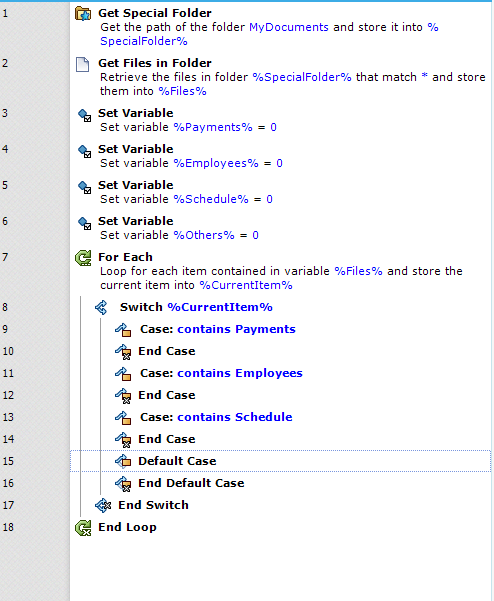 1 Get Special Folder
Get the path of the folder MyDocuments and store it into %
SpecialFolder%
2 Get Files in Folder
Retrieve the files in folder %SpecialFolder% that match * and store
them into %Files%
3 Set Variable
Set variable %Payments% = 0
4 Set Variable
Set variable %Employees% = 0
5 Set Variable
Set variable %Schedule% = 0
6 Set Variable
Set variable %Others% = 0
7 For Each
Loop for each item contained in variable %Files% and store the
current item into %CurrentItem%
8 Switch %CurrentItem%
9 Case: contains Payments
10 End Case
11 Case: contains Employees
12 End Case
13 Case: contains Schedule
14 End Case
15 Default Case
16 End Default Case
17 End Switch
18 End Loop